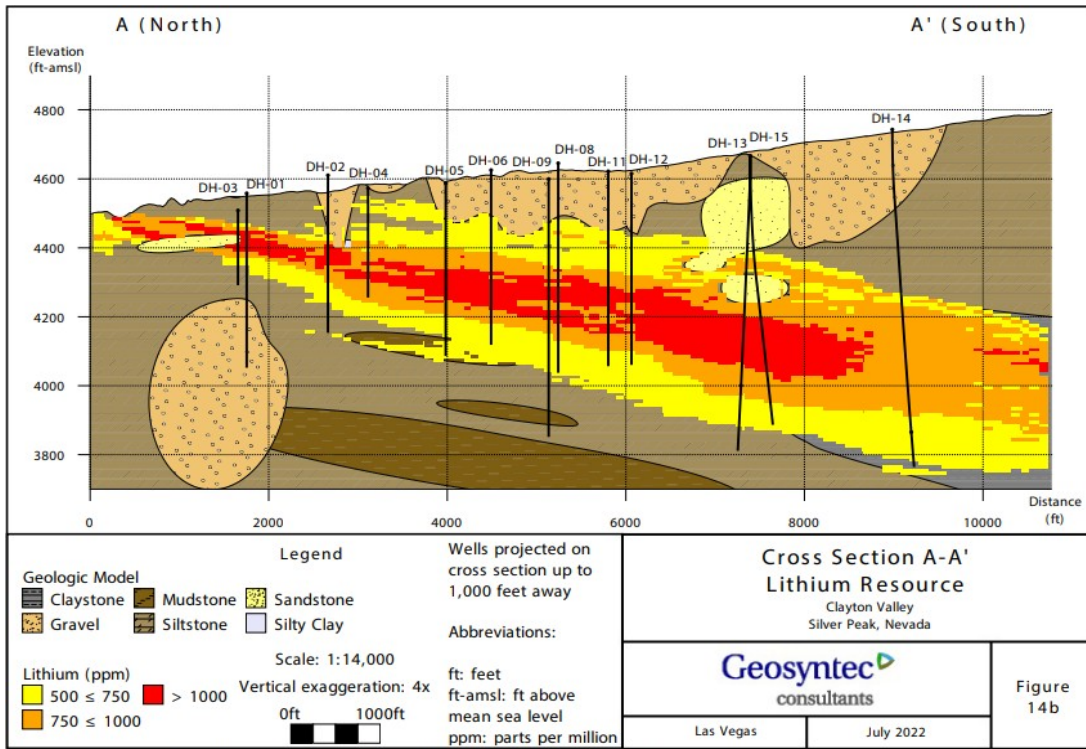 A (North)
A' (South)
Elevation
(ft-amsl)
4800
4600
4400
4200
4000
3800
DH-03
DH-01
DH-02
DH-04
DH-05
DH-06
DH-09
DH-08
DH-11
DH-12
DH-13
DH-15
DH-14
0
2000
4000
6000
8000
10000
Distance
(ft)
Legend
Geologic Model
Claystone
Mudstone
Sandstone
Gravel
Siltstone
Silty Clay
Lithium (ppm)
500 ≤ 750
> 1000
750 ≤ 1000
Scale: 1:14,000
Vertical exaggeration: 4x
0ft
1000ft
Wells projected on
cross section up to
1,000 feet away
Abbreviations:
ft: feet
ft-amsl: ft above
mean sea level
ppm: parts per million
Cross Section A-A'
Lithium Resource
Clayton Valley
Silver Peak, Nevada
Geosyntec
consultants
Las Vegas
July 2022
Figure
14b